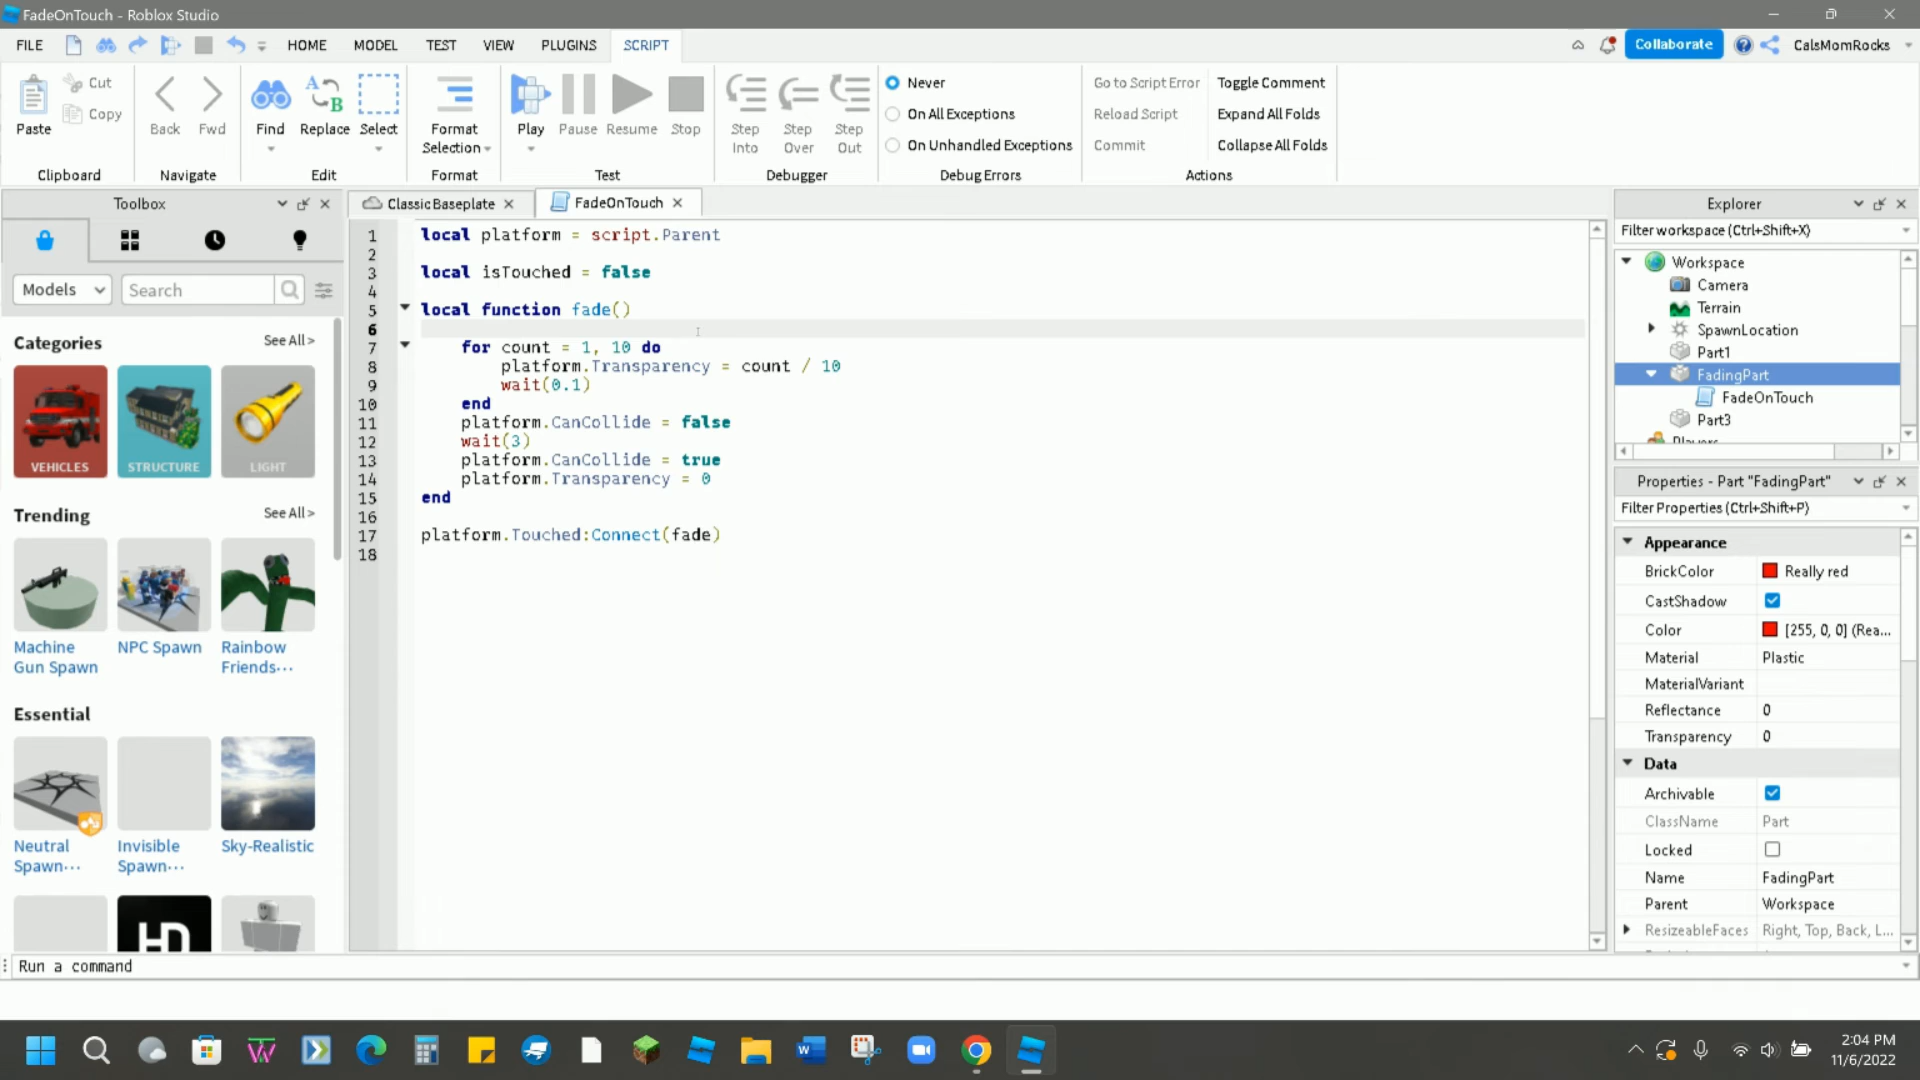 FadeOnTouch - Roblox Studio
FILE HOME MODEL TEST VIEW PLUGINS SCRIPT Collaborate CalsMomRocks
Paste Cut Copy Back Fwd Find Replace Select Format Selection Play Pause Resume Stop Step Into Step Over Step Out
Never Go to Script Error Toggle Comment
On All Exceptions Reload Script Expand All Folds
On Unhandled Exceptions Commit Collapse All Folds
Clipboard Navigate Edit Format Test Debugger Debug Errors Actions
Toolbox
Models Search
Categories See All >
VEHICLES STRUCTURE LIGHT
Trending See All >
Machine Gun Spawn
NPC Spawn
Rainbow Friends···
Essential
Neutral Spawn···
Invisible Spawn···
Sky-Realistic
HD
Classic Baseplate FadeOnTouch
1 local platform = script.Parent
2
3 local isTouched = false
4
5 local function fade()
6
7 for count = 1, 10 do
8 platform.Transparency = count / 10
9 wait(0.1)
10 end
11 platform.CanCollide = false
12 wait(3)
13 platform.CanCollide = true
14 platform.Transparency = 0
15 end
16
17 platform.Touched:Connect(fade)
18
Explorer
Filter workspace (Ctrl+Shift+X)
Workspace
Camera
Terrain
SpawnLocation
Part1
FadingPart
FadeOnTouch
Part3
Players
Properties - Part "FadingPart"
Filter Properties (Ctrl+Shift+P)
Appearance
BrickColor Really red
CastShadow
Color [255, 0, 0] (Rea...
Material Plastic
MaterialVariant
Reflectance 0
Transparency 0
Data
Archivable
ClassName Part
Locked
Name FadingPart
Parent Workspace
ResizeableFaces Right, Top, Back, L...
Run a command
2:04 PM
11/6/2022